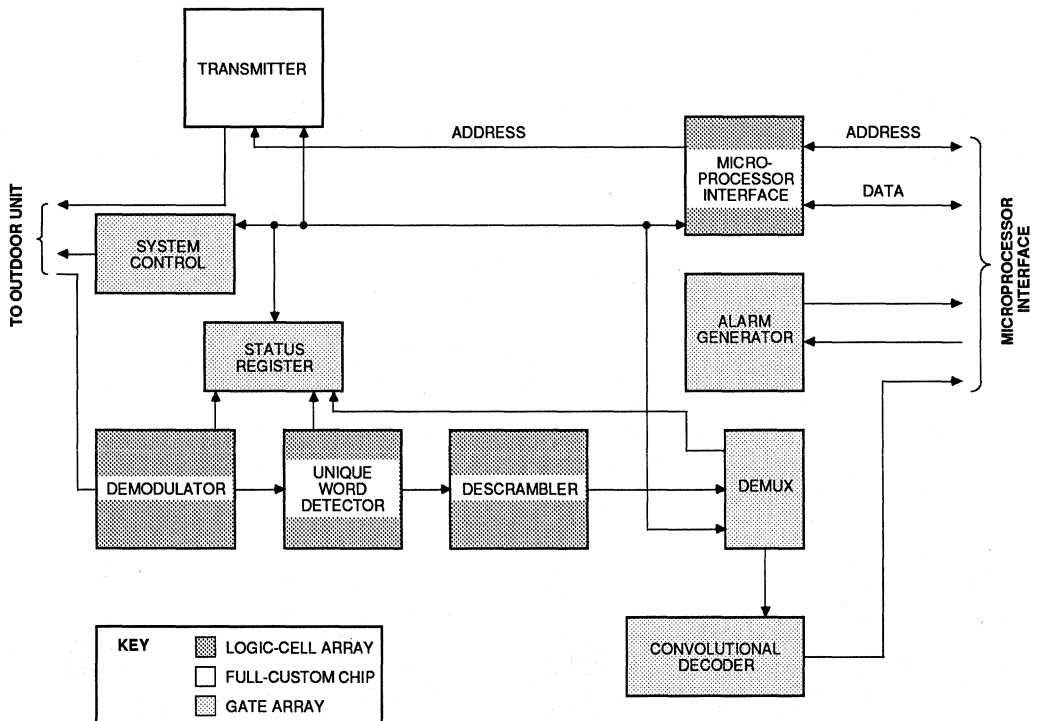 TRANSMITTER
ADDRESS
MICRO-
PROCESSOR
INTERFACE
ADDRESS
DATA
TO OUTDOOR UNIT
SYSTEM
CONTROL
MICROPROCESSOR
INTERFACE
ALARM
GENERATOR
STATUS
REGISTER
DEMODULATOR
UNIQUE
WORD
DETECTOR
DESCRAMBLER
DEMUX
CONVOLUTIONAL
DECODER
KEY
LOGIC-CELL ARRAY
FULL-CUSTOM CHIP
GATE ARRAY